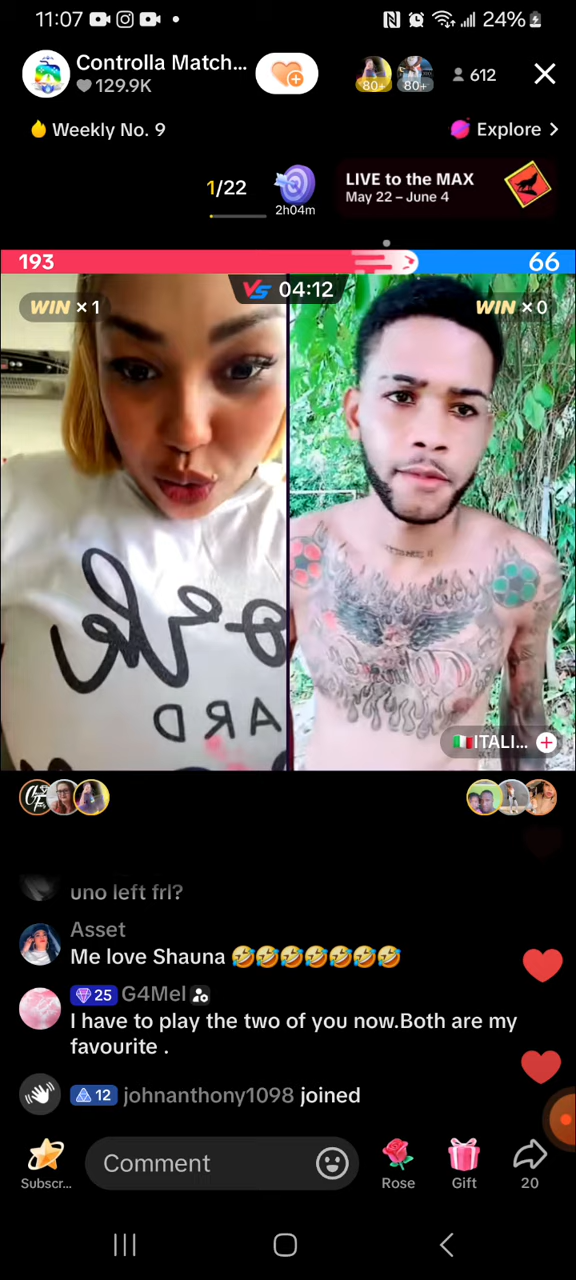 11:07
24%
Controlla Match...
129.9K
80+
80+
612
Weekly No. 9
Explore >
1/22
2h04m
LIVE to the MAX
May 22 – June 4
193
66
VS 04:12
WIN × 1
WIN × 0
ARD
ITALI...
uno left frl?
Asset
Me love Shauna 🤣🤣🤣🤣🤣🤣🤣
25 G4Mel
I have to play the two of you now.Both are my
favourite .
12 johnanthony1098 joined
Subscr...
Comment
Rose
Gift
20